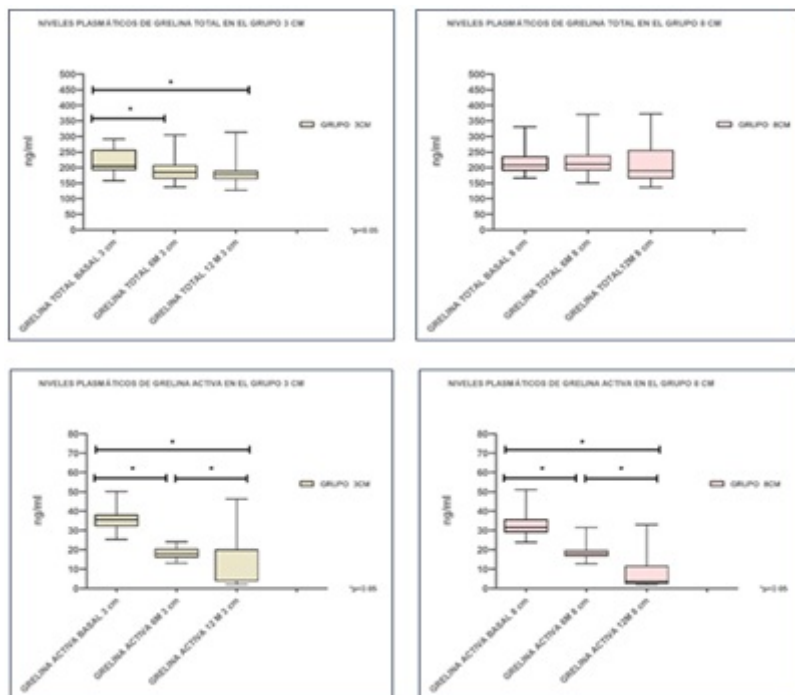 NIVELES PLASMÁTICOS DE GRELINA TOTAL EN EL GRUPO 3 CM
500
450
400
350
300
250
200
150
100
50
0
ng/ml
*
*
GRUPO 3CM
*p<0.05
GRELINA TOTAL BASAL 3 cm
GRELINA TOTAL 6M 3 cm
GRELINA TOTAL 12 M 3 cm
NIVELES PLASMÁTICOS DE GRELINA TOTAL EN EL GRUPO 8 CM
500
450
400
350
300
250
200
150
100
50
0
ng/ml
GRUPO 8CM
GRELINA TOTAL BASAL 8 cm
GRELINA TOTAL 6M 8 cm
GRELINA TOTAL12M 8 cm
NIVELES PLASMÁTICOS DE GRELINA ACTIVA EN EL GRUPO 3 CM
80
70
60
50
40
30
20
10
0
ng/ml
*
*
*
GRUPO 3CM
GRELINA ACTIVA BASAL 3 cm
GRELINA ACTIVA 6M 3 cm
GRELINA ACTIVA 12 M 3 cm
NIVELES PLASMÁTICOS DE GRELINA ACTIVA EN EL GRUPO 8 CM
80
70
60
50
40
30
20
10
0
ng/ml
*
*
*
GRUPO 8CM
GRELINA ACTIVA BASAL 8 cm
GRELINA ACTIVA 6M 8 cm
GRELINA ACTIVA 12M 8 cm